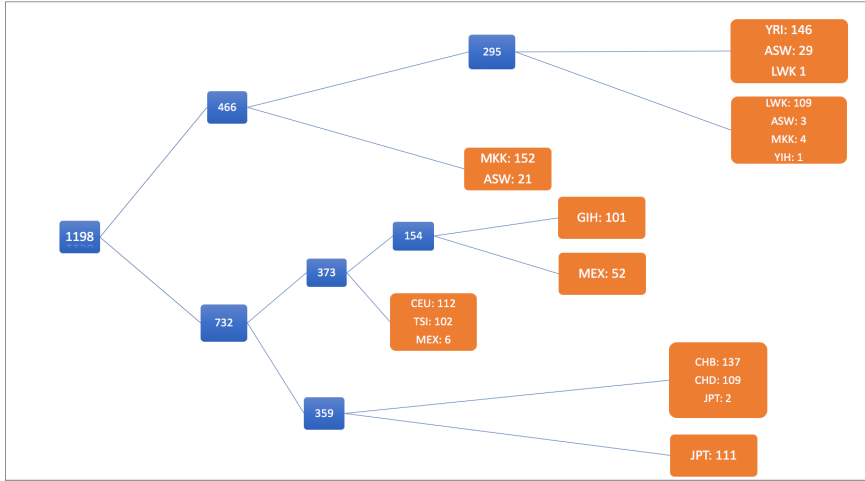 YRI: 146
ASW: 29
LWK 1
295
466
LWK: 109
ASW: 3
MKK: 4
YIH: 1
MKK: 152
ASW: 21
1198
GIH: 101
154
373
MEX: 52
CEU: 112
TSI: 102
MEX: 6
732
CHB: 137
CHD: 109
JPT: 2
359
JPT: 111